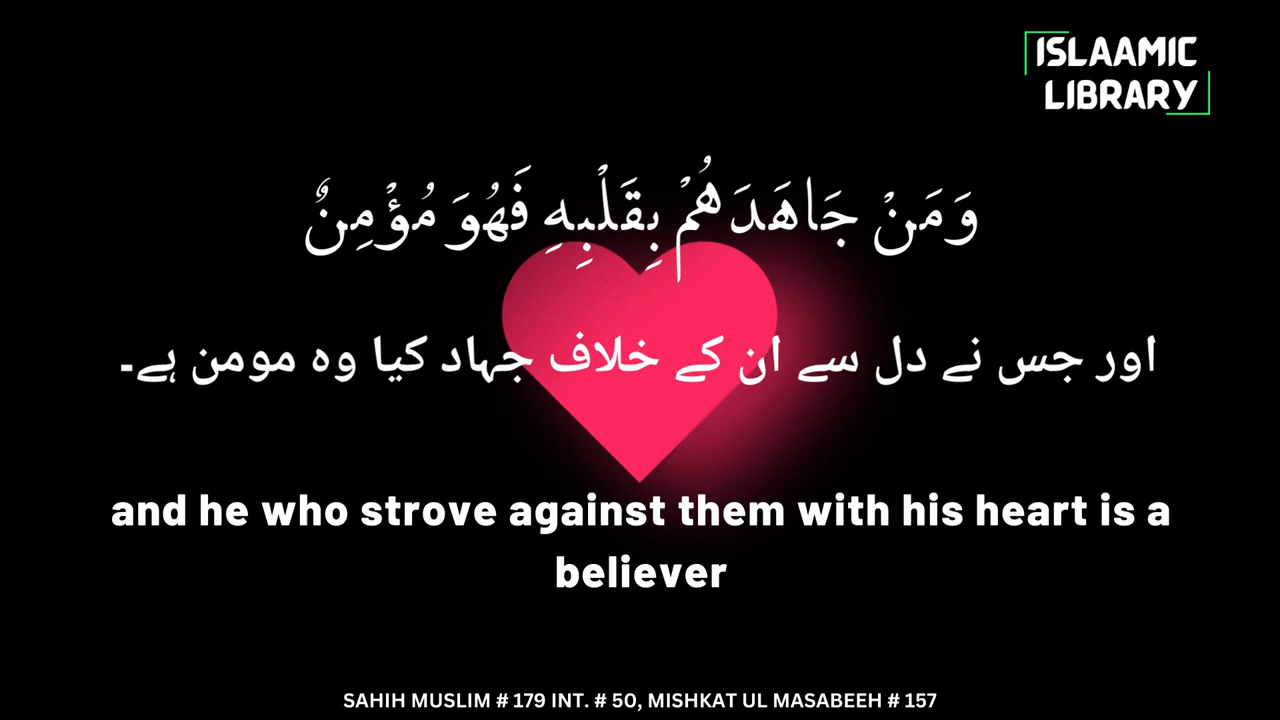 ISLAAMIC
LIBRARY
وَمَنْ جَاهَدَهُمْ بِقَلْبِهِ فَهُوَ مُؤْمِنٌ
اور جس نے دل سے ان کے خلاف جہاد کیا وہ مومن ہے۔
and he who strove against them with his heart is a
believer
SAHIH MUSLIM # 179 INT. # 50, MISHKAT UL MASABEEH # 157